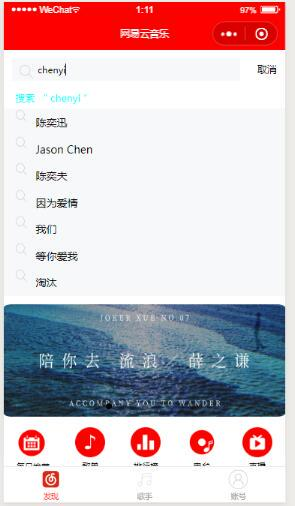 WeChat 1:11 97%
网易云音乐
chenyi 取消
搜索 “ chenyi ”
陈奕迅
Jason Chen
陈奕夫
因为爱情
我们
等你爱我
淘汰
JOKER XUE NO.07
陪你去 流浪／薛之谦
ACCOMPANY YOU TO WANDER
发现 歌手 账号